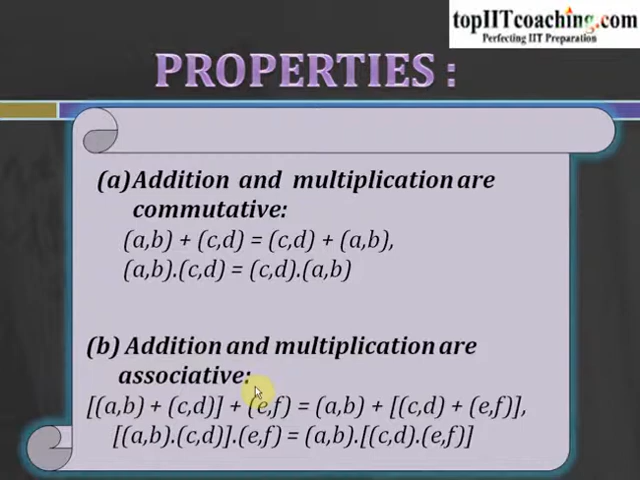 topIITcoaching.com
Perfecting IIT Preparation
PROPERTIES :
(a)Addition and multiplication are
commutative:
(a,b) + (c,d) = (c,d) + (a,b),
(a,b).(c,d) = (c,d).(a,b)
(b) Addition and multiplication are
associative:
[(a,b) + (c,d)] + (e,f) = (a,b) + [(c,d) + (e,f)],
[(a,b).(c,d)].(e,f) = (a,b).[(c,d).(e,f)]